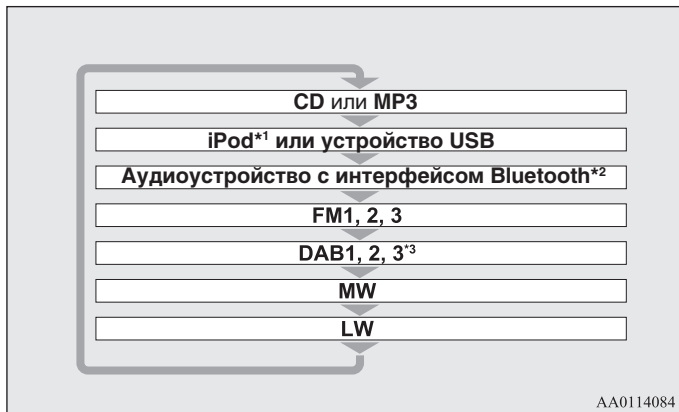 CD или MP3
iPod*1 или устройство USB
Аудиоустройство с интерфейсом Bluetooth*2
FM1, 2, 3
DAB1, 2, 3*3
MW
LW
AA0114084